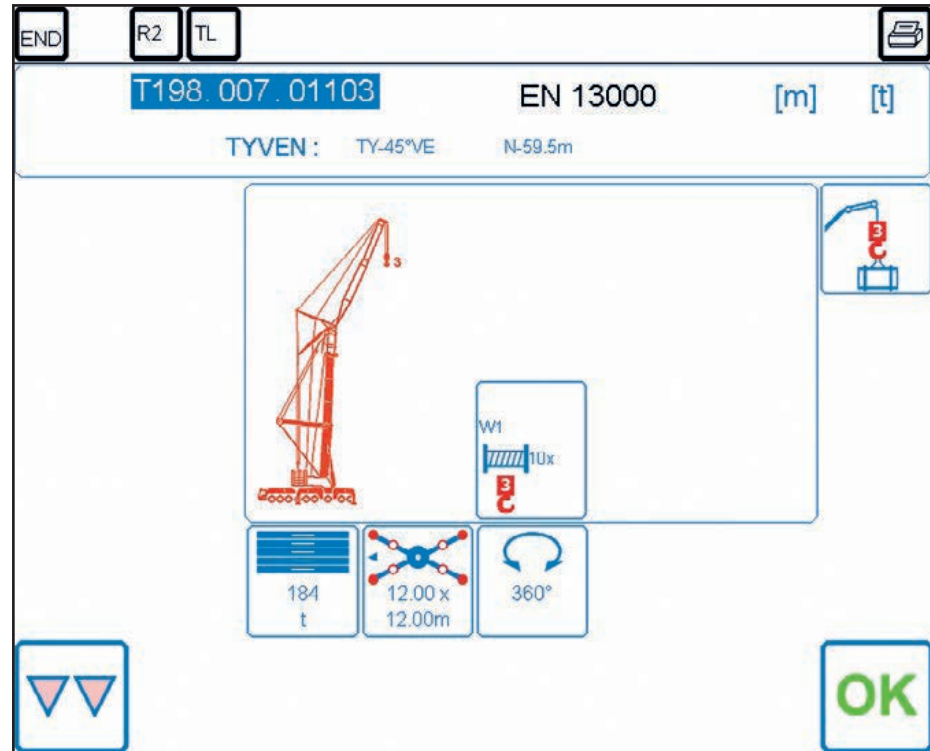 END R2 TL
T198.007.01103 EN 13000 [m] [t]
TYVEN : TY-45°VE N-59.5m
3
3
W1
10x
3
184
t
12.00 x
12.00m
360°
OK